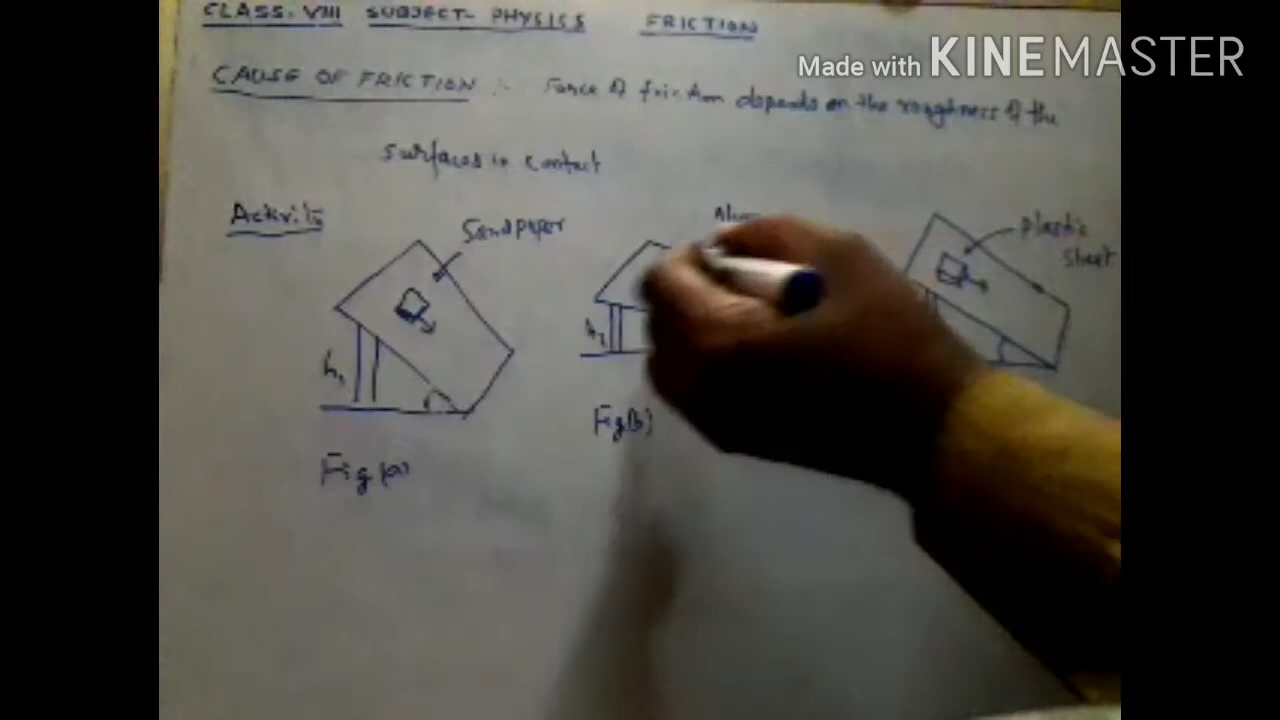 CLASS. VIII SUBJECT- PHYSICS FRICTION
Made with KINEMASTER
CAUSE OF FRICTION :- Force of friction depends on the roughness of the
surfaces in contact
Activity
Sandpaper
plastic
sheet
h1
h2
Fig(b)
Fig(a)